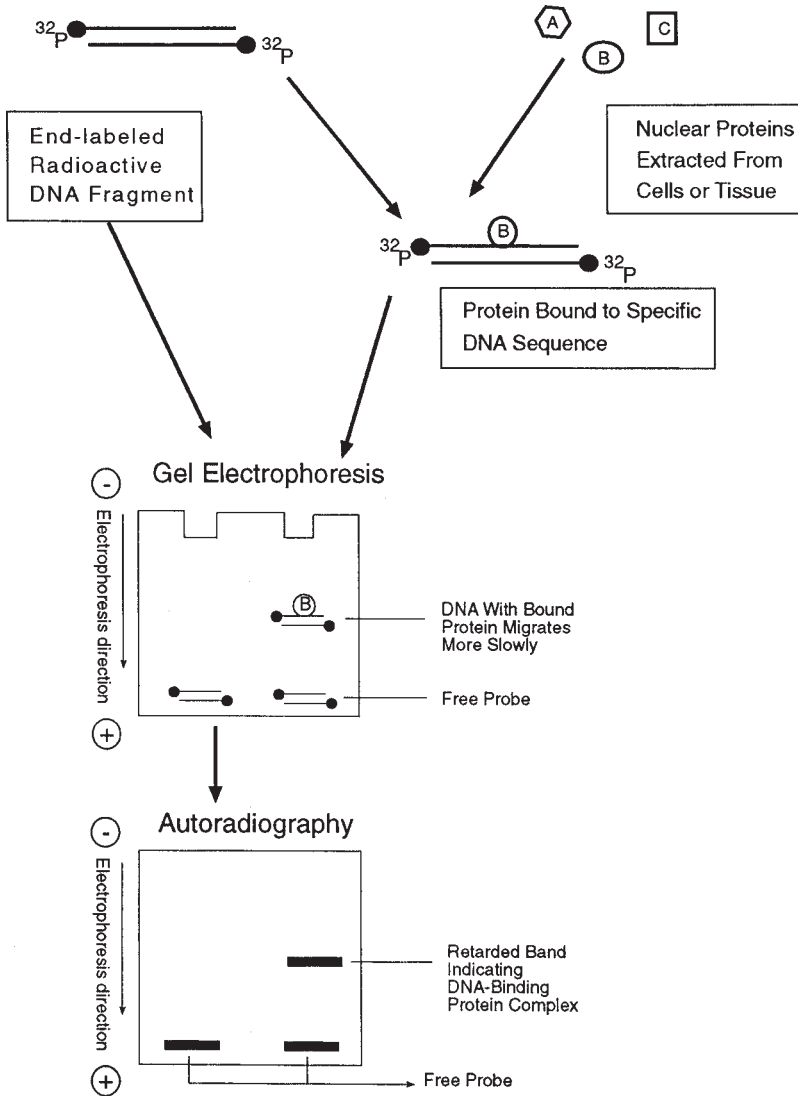 32P
32P
A
C
B
End-labeled
Radioactive
DNA Fragment
Nuclear Proteins
Extracted From
Cells or Tissue
B
32P
32P
Protein Bound to Specific
DNA Sequence
Gel Electrophoresis
-
Electrophoresis direction
+
B
DNA With Bound
Protein Migrates
More Slowly
Free Probe
Autoradiography
-
Electrophoresis direction
+
Retarded Band
Indicating
DNA-Binding
Protein Complex
Free Probe